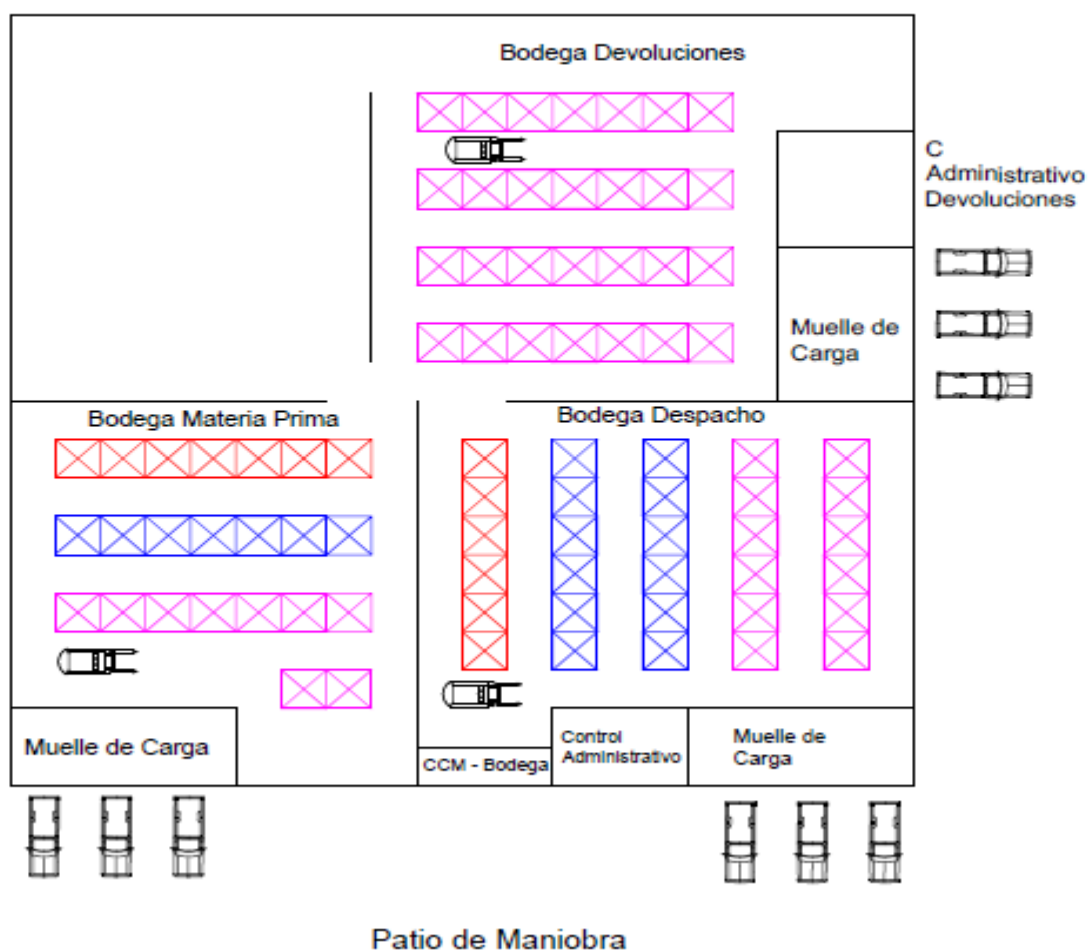 Bodega Devoluciones
C
Administrativo
Devoluciones
Muelle de
Carga
Bodega Materia Prima
Bodega Despacho
Muelle de Carga
CCM - Bodega
Control
Administrativo
Muelle de
Carga
Patio de Maniobra